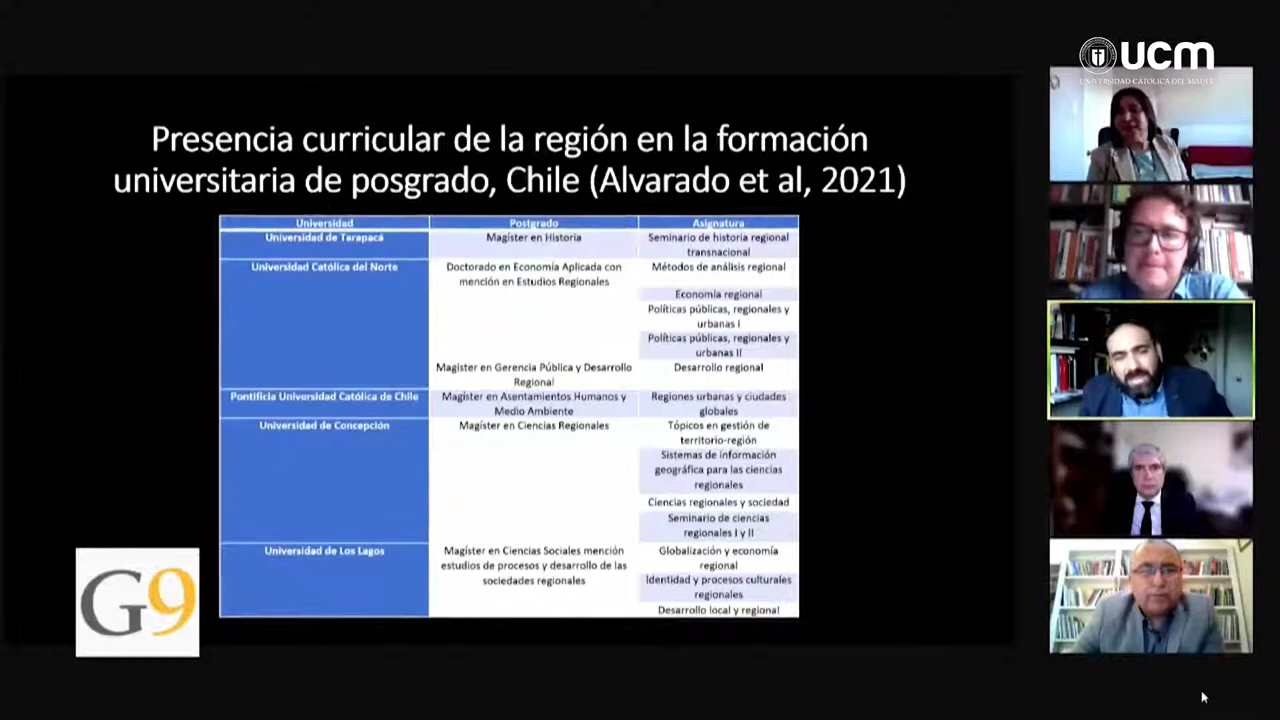 UCM
UNIVERSIDAD CATÓLICA DEL MAULE
Presencia curricular de la región en la formación
universitaria de posgrado, Chile (Alvarado et al, 2021)
Universidad
Postgrado
Asignatura
Universidad de Tarapacá
Magíster en Historia
Seminario de historia regional
transnacional
Universidad Católica del Norte
Doctorado en Economía Aplicada con
mención en Estudios Regionales
Métodos de análisis regional
Economía regional
Políticas públicas, regionales y
urbanas I
Políticas públicas, regionales y
urbanas II
Magíster en Gerencia Pública y Desarrollo
Regional
Desarrollo regional
Pontificia Universidad Católica de Chile
Magíster en Asentamientos Humanos y
Medio Ambiente
Regiones urbanas y ciudades
globales
Universidad de Concepción
Magíster en Ciencias Regionales
Tópicos en gestión de
territorio-región
Sistemas de información
geográfica para las ciencias
regionales
Ciencias regionales y sociedad
Seminario de ciencias
regionales I y II
Universidad de Los Lagos
Magíster en Ciencias Sociales mención
estudios de procesos y desarrollo de las
sociedades regionales
Globalización y economía
regional
Identidad y procesos culturales
regionales
Desarrollo local y regional
G9